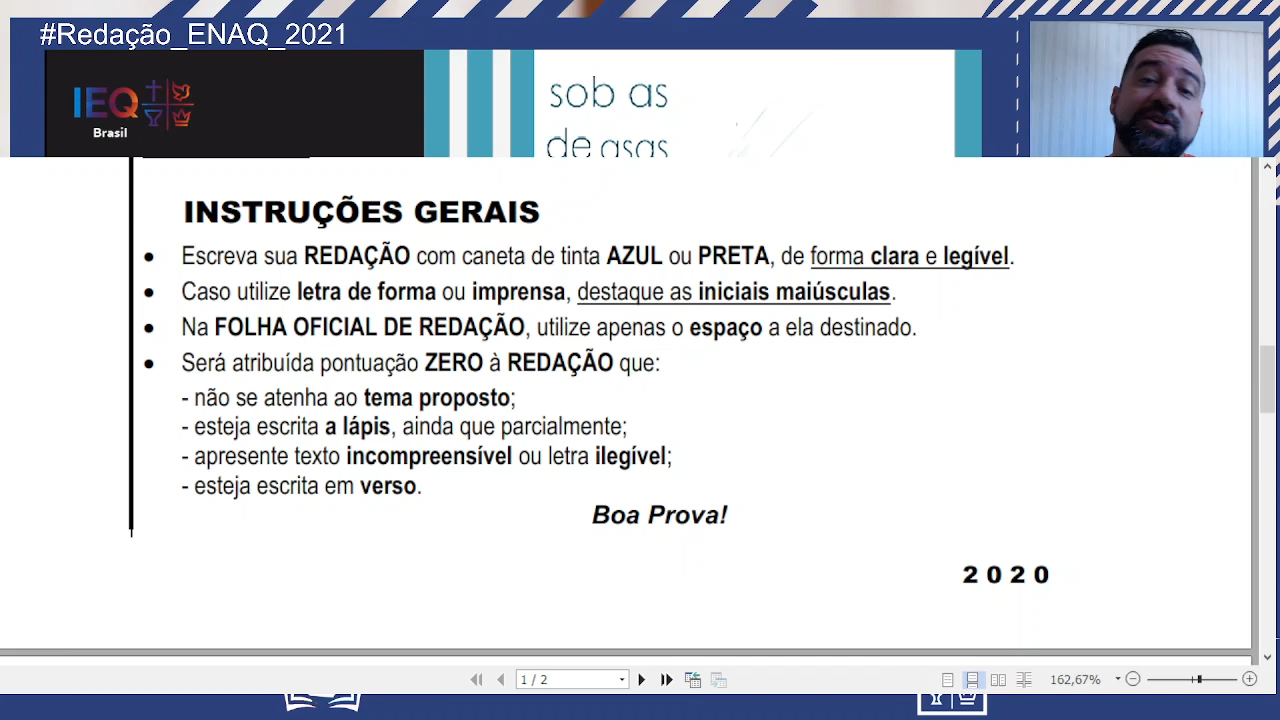 #Redação_ENAQ_2021
IEQ
Brasil
sob as
de asas
INSTRUÇÕES GERAIS
• Escreva sua REDAÇÃO com caneta de tinta AZUL ou PRETA, de forma clara e legível.
• Caso utilize letra de forma ou imprensa, destaque as iniciais maiúsculas.
• Na FOLHA OFICIAL DE REDAÇÃO, utilize apenas o espaço a ela destinado.
• Será atribuída pontuação ZERO à REDAÇÃO que:
- não se atenha ao tema proposto;
- esteja escrita a lápis, ainda que parcialmente;
- apresente texto incompreensível ou letra ilegível;
- esteja escrita em verso.
Boa Prova!
2020
1 / 2
162,67%